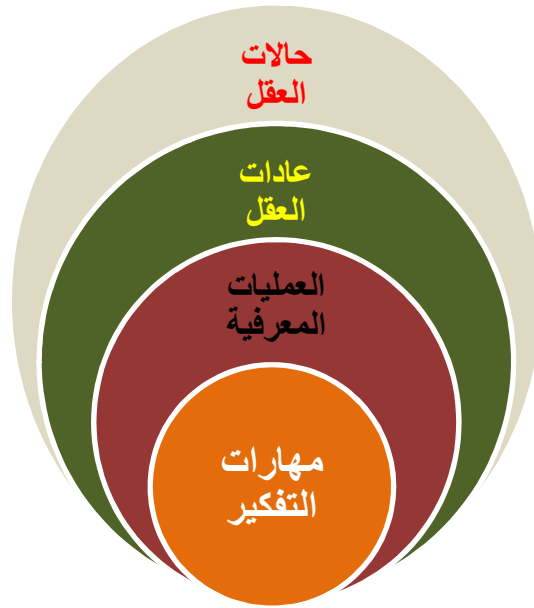 حالات
العقل
عادات
العقل
العمليات
المعرفية
مهارات
التفكير